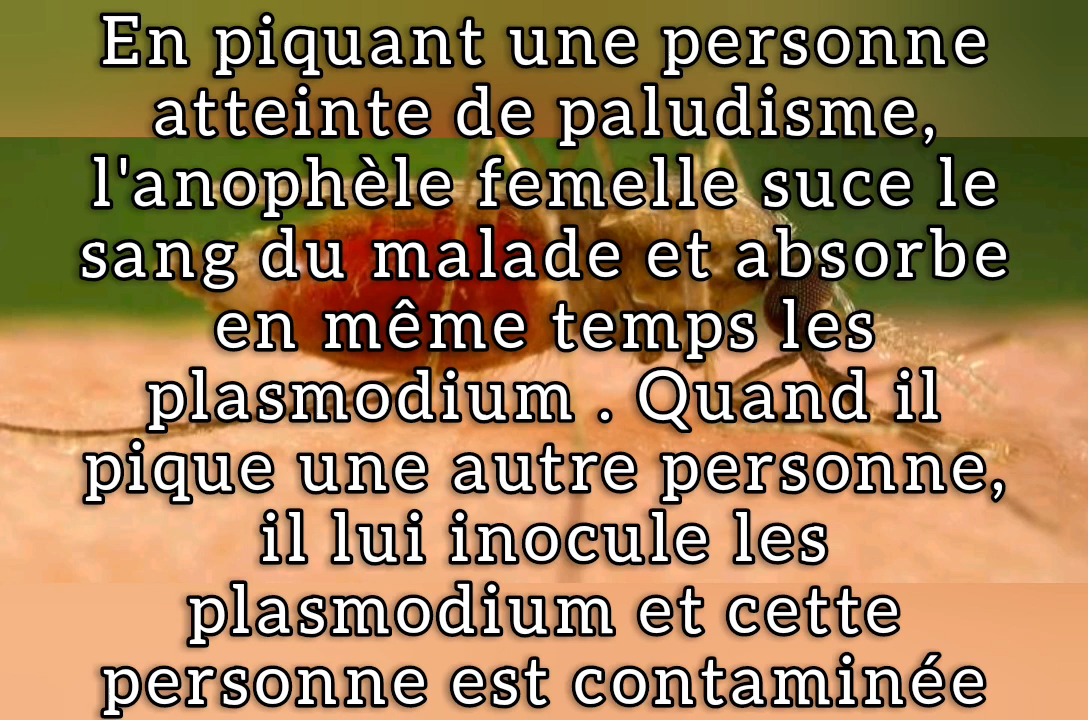 En piquant une personne
atteinte de paludisme,
l'anophèle femelle suce le
sang du malade et absorbe
en même temps les
plasmodium . Quand il
pique une autre personne,
il lui inocule les
plasmodium et cette
personne est contaminée